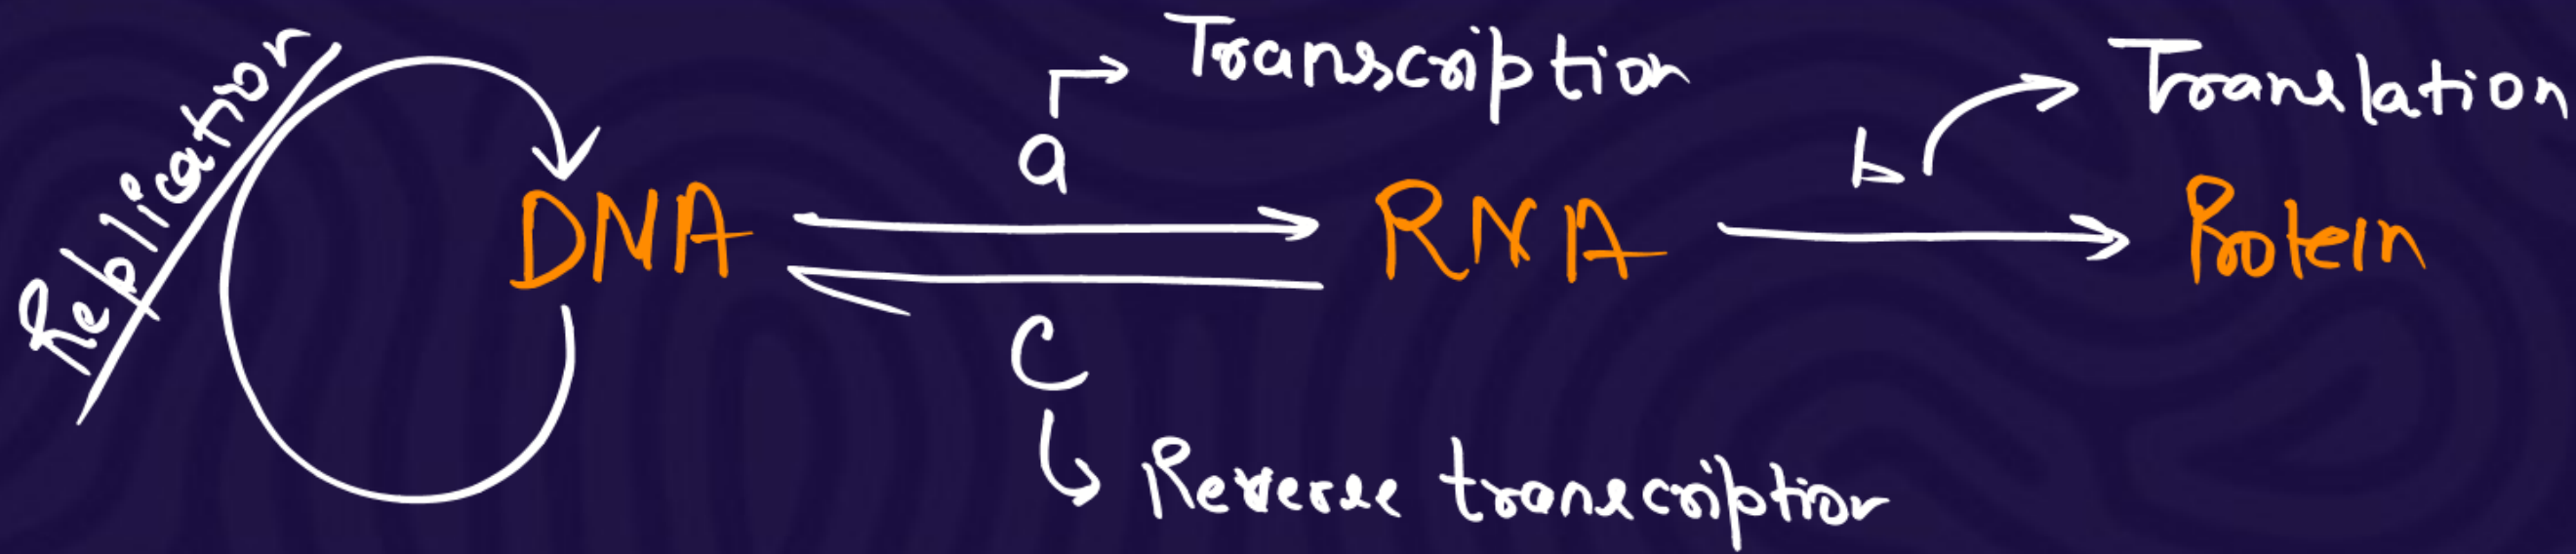 Replication
a → Transcription
b → Translation
DNA RNA Protein
c
↳ Reverse transcription